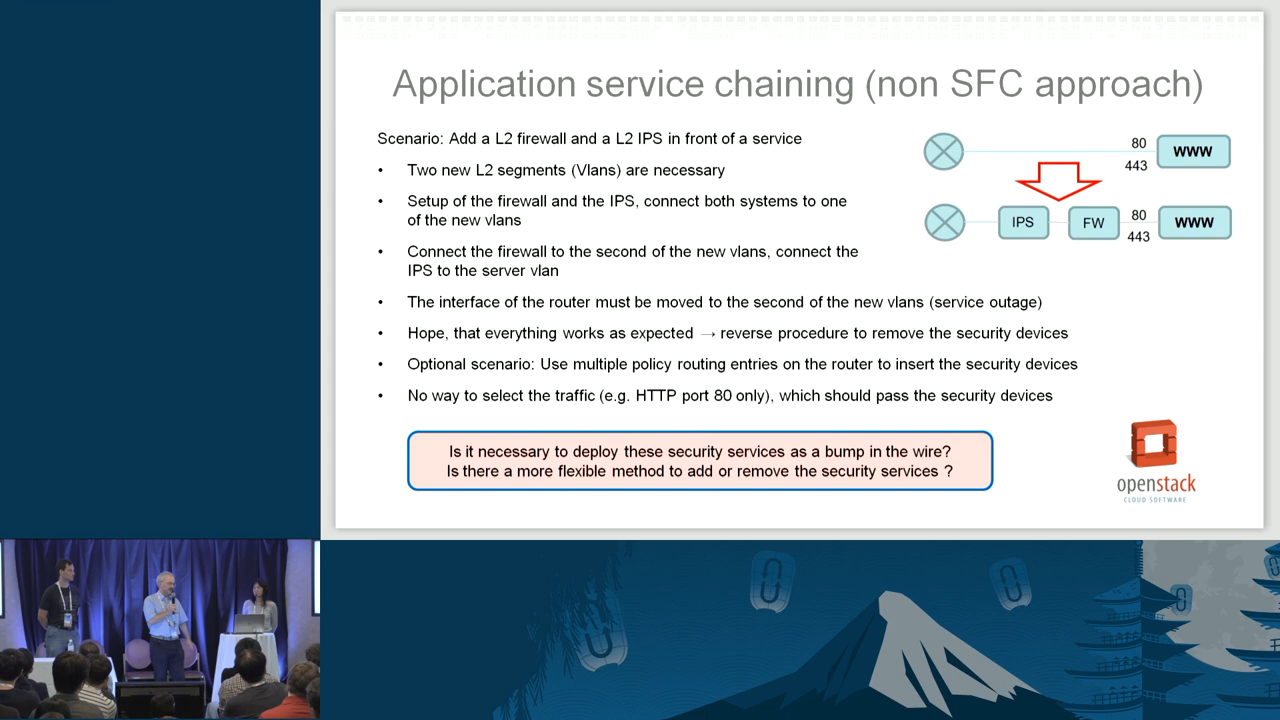 Application service chaining (non SFC approach)
Scenario: Add a L2 firewall and a L2 IPS in front of a service
• Two new L2 segments (Vlans) are necessary
• Setup of the firewall and the IPS, connect both systems to one
of the new vlans
• Connect the firewall to the second of the new vlans, connect the
IPS to the server vlan
• The interface of the router must be moved to the second of the new vlans (service outage)
• Hope, that everything works as expected → reverse procedure to remove the security devices
• Optional scenario: Use multiple policy routing entries on the router to insert the security devices
• No way to select the traffic (e.g. HTTP port 80 only), which should pass the security devices
80
443
WWW
IPS
FW
80
443
WWW
Is it necessary to deploy these security services as a bump in the wire?
Is there a more flexible method to add or remove the security services ?
openstack
CLOUD SOFTWARE